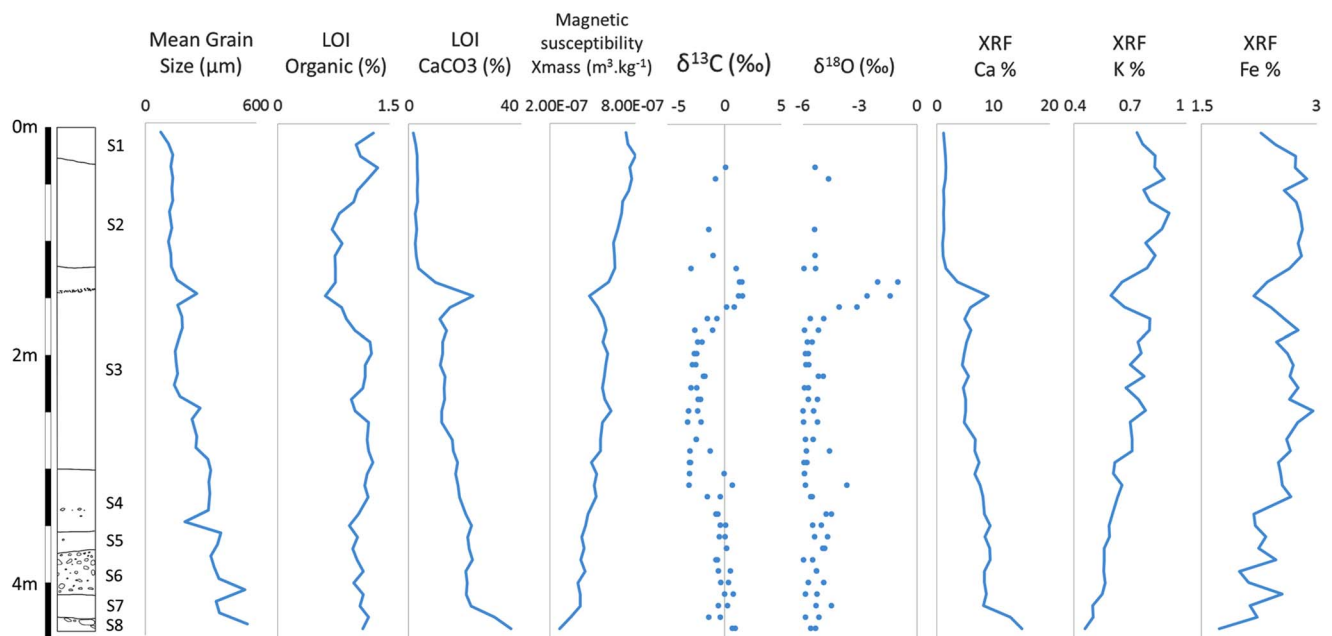 Mean Grain
Size (μm)
LOI
Organic (%)
LOI
CaCO3 (%)
Magnetic
susceptibility
Xmass (m³.kg⁻¹)
δ¹³C (‰)
δ¹⁸O (‰)
XRF
Ca %
XRF
K %
XRF
Fe %
0 600 0 1.5 0 40 2.00E-07 8.00E-07 -5 0 5 -6 -3 0 0 10 20 0.4 0.7 1 1.5 3
0m
S1
S2
2m
S3
S4
S5
S6
4m
S7
S8